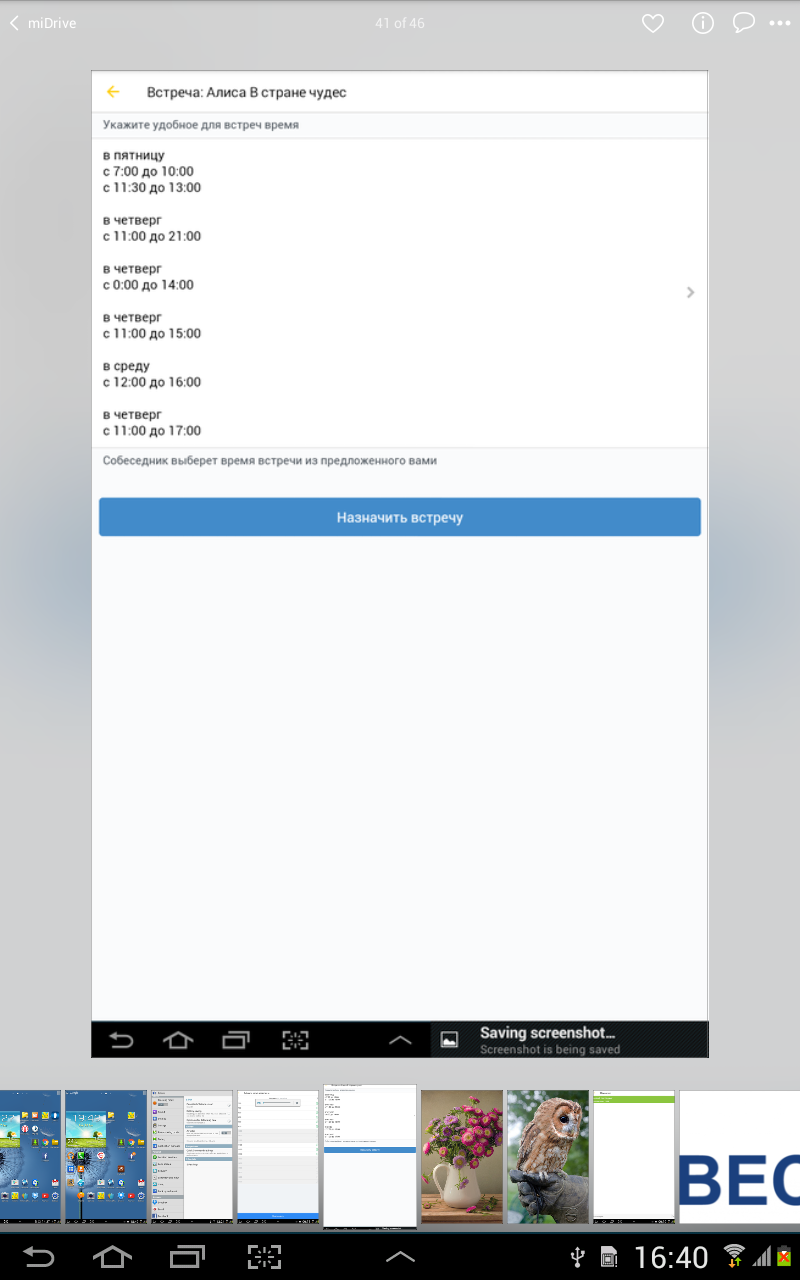 miDrive
41 of 46
Встреча: Алиса В стране чудес
Укажите удобное для встреч время
в пятницу
с 7:00 до 10:00
с 11:30 до 13:00
в четверг
с 11:00 до 21:00
в четверг
с 0:00 до 14:00
в четверг
с 11:00 до 15:00
в среду
с 12:00 до 16:00
в четверг
с 11:00 до 17:00
Собеседник выберет время встречи из предложенного вами
Назначить встречу
Saving screenshot...
Screenshot is being saved
ВЕС
16:40